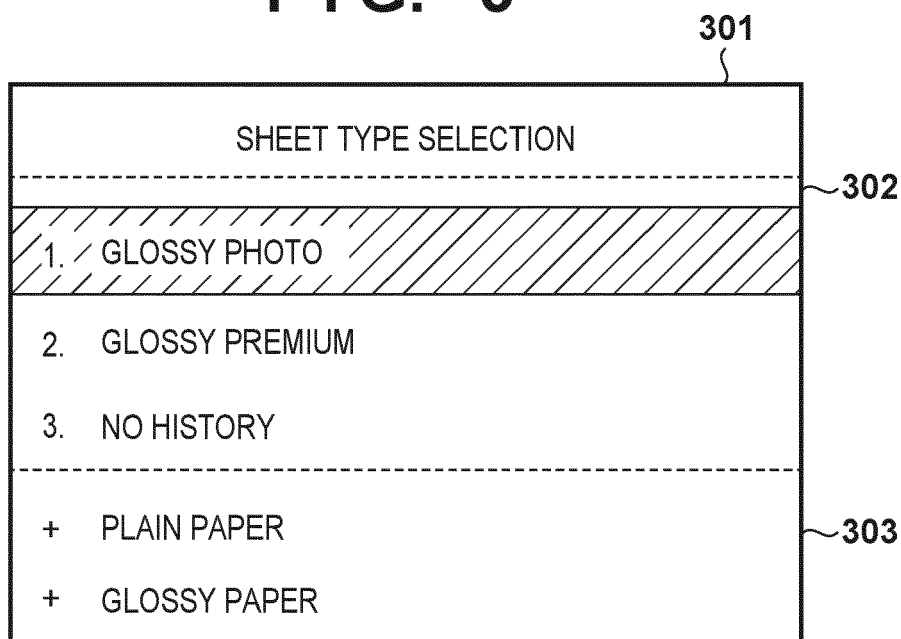 301
SHEET TYPE SELECTION
302
1. GLOSSY PHOTO
2. GLOSSY PREMIUM
3. NO HISTORY
+ PLAIN PAPER
303
+ GLOSSY PAPER